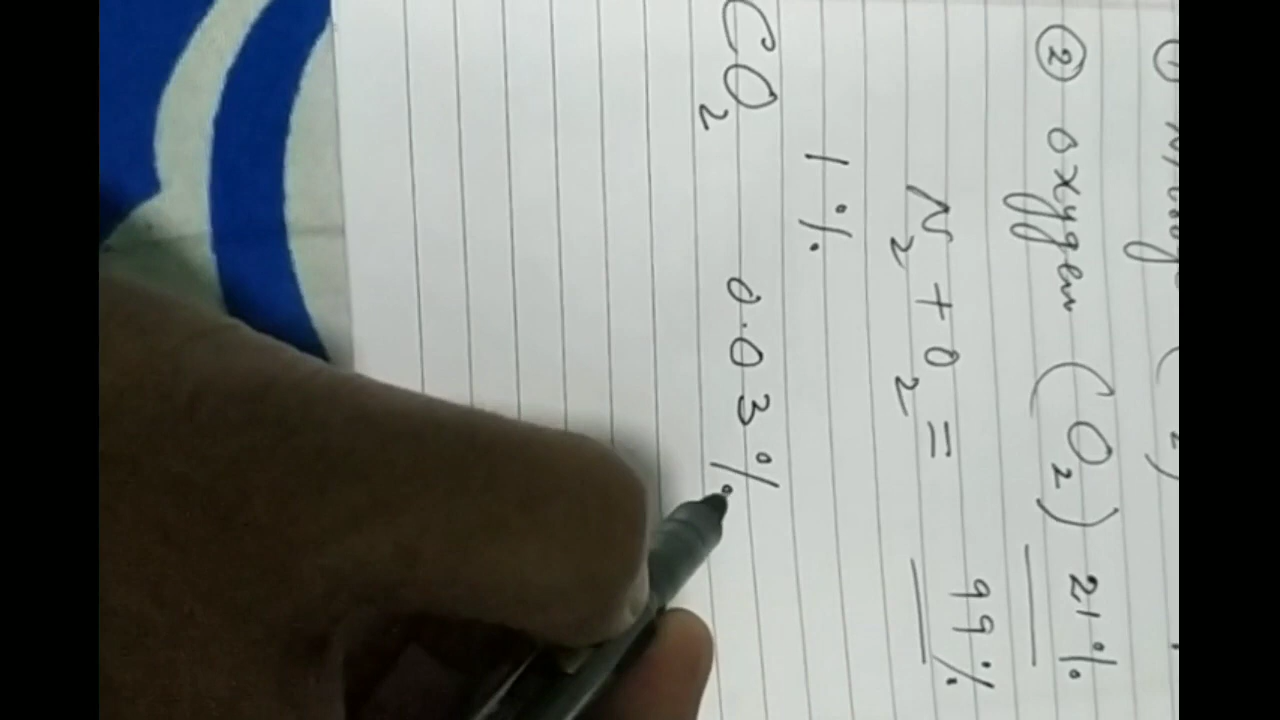 ② oxygen (O₂) 21%
N₂ + O₂ = 99%
1%
CO₂ 0.03%